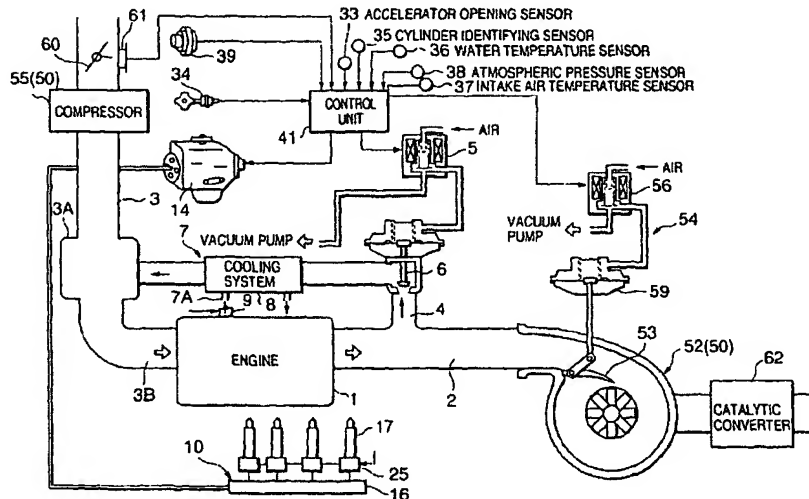 33 ACCELERATOR OPENING SENSOR
35 CYLINDER IDENTIFYING SENSOR
36 WATER TEMPERATURE SENSOR
38 ATMOSPHERIC PRESSURE SENSOR
37 INTAKE AIR TEMPERATURE SENSOR
60
61
39
34
55(50)
COMPRESSOR
CONTROL
UNIT
41
AIR
5
AIR
56
14
3
3A
7
VACUUM PUMP
VACUUM
PUMP
54
COOLING
SYSTEM
6
59
7A
9
8
4
53
52(50)
62
ENGINE
3B
1
2
CATALYTIC
CONVERTER
17
10
25
16